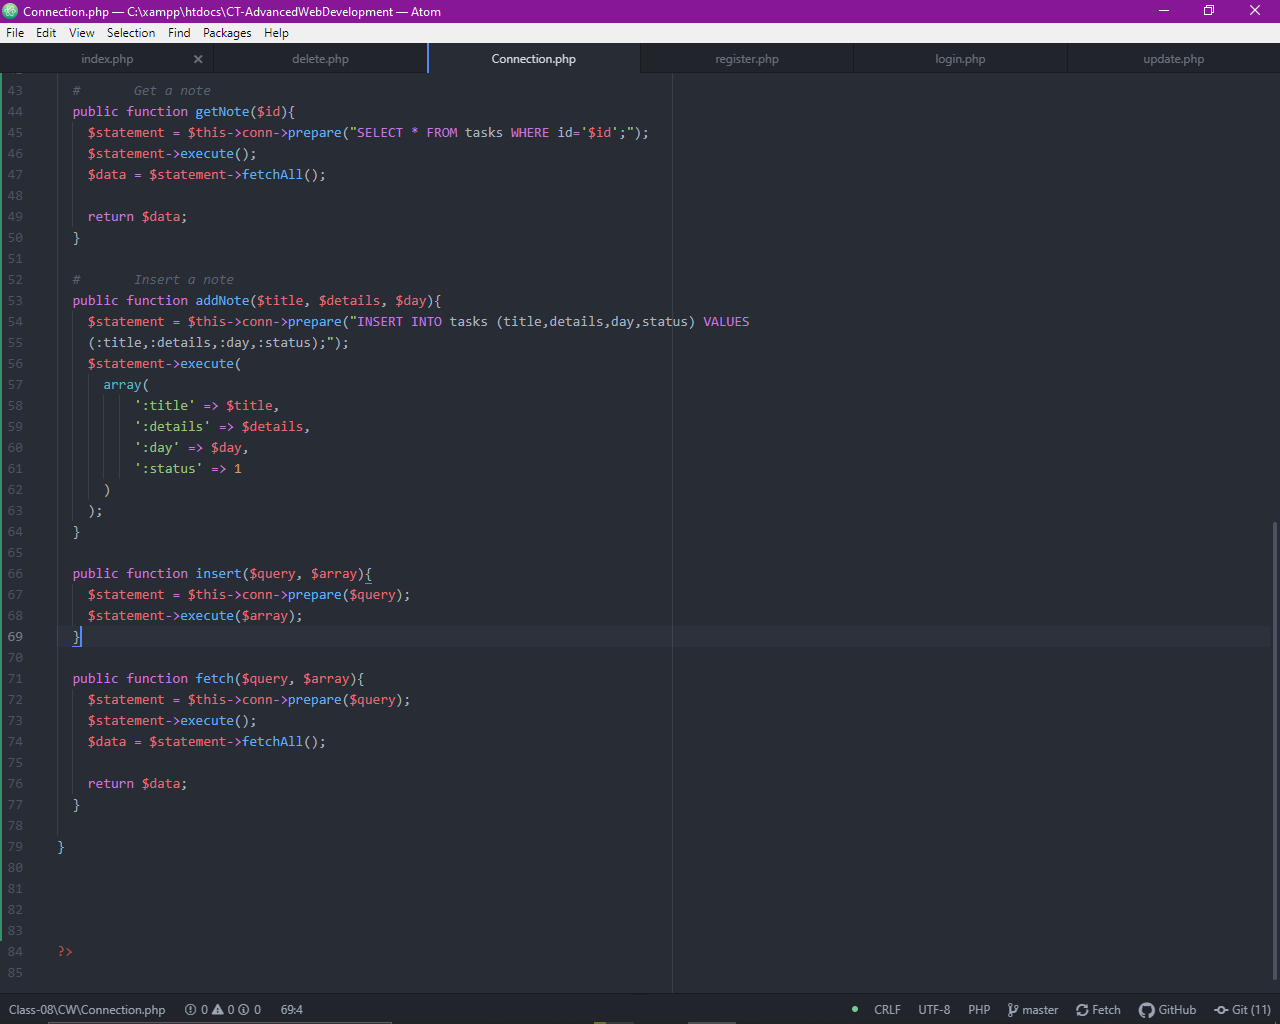 Connection.php — C:\xampp\htdocs\CT-AdvancedWebDevelopment — Atom
File Edit View Selection Find Packages Help
index.php delete.php Connection.php register.php login.php update.php
43 # Get a note
44 public function getNote($id){
45 $statement = $this->conn->prepare("SELECT * FROM tasks WHERE id='$id';");
46 $statement->execute();
47 $data = $statement->fetchAll();
48
49 return $data;
50 }
51
52 # Insert a note
53 public function addNote($title, $details, $day){
54 $statement = $this->conn->prepare("INSERT INTO tasks (title,details,day,status) VALUES
55 (:title,:details,:day,:status);");
56 $statement->execute(
57 array(
58 ':title' => $title,
59 ':details' => $details,
60 ':day' => $day,
61 ':status' => 1
62 )
63 );
64 }
65
66 public function insert($query, $array){
67 $statement = $this->conn->prepare($query);
68 $statement->execute($array);
69 }
70
71 public function fetch($query, $array){
72 $statement = $this->conn->prepare($query);
73 $statement->execute();
74 $data = $statement->fetchAll();
75
76 return $data;
77 }
78
79 }
80
81
82
83
84 ?>
85
Class-08\CW\Connection.php 0 0 0 69:4 CRLF UTF-8 PHP master Fetch GitHub Git (11)